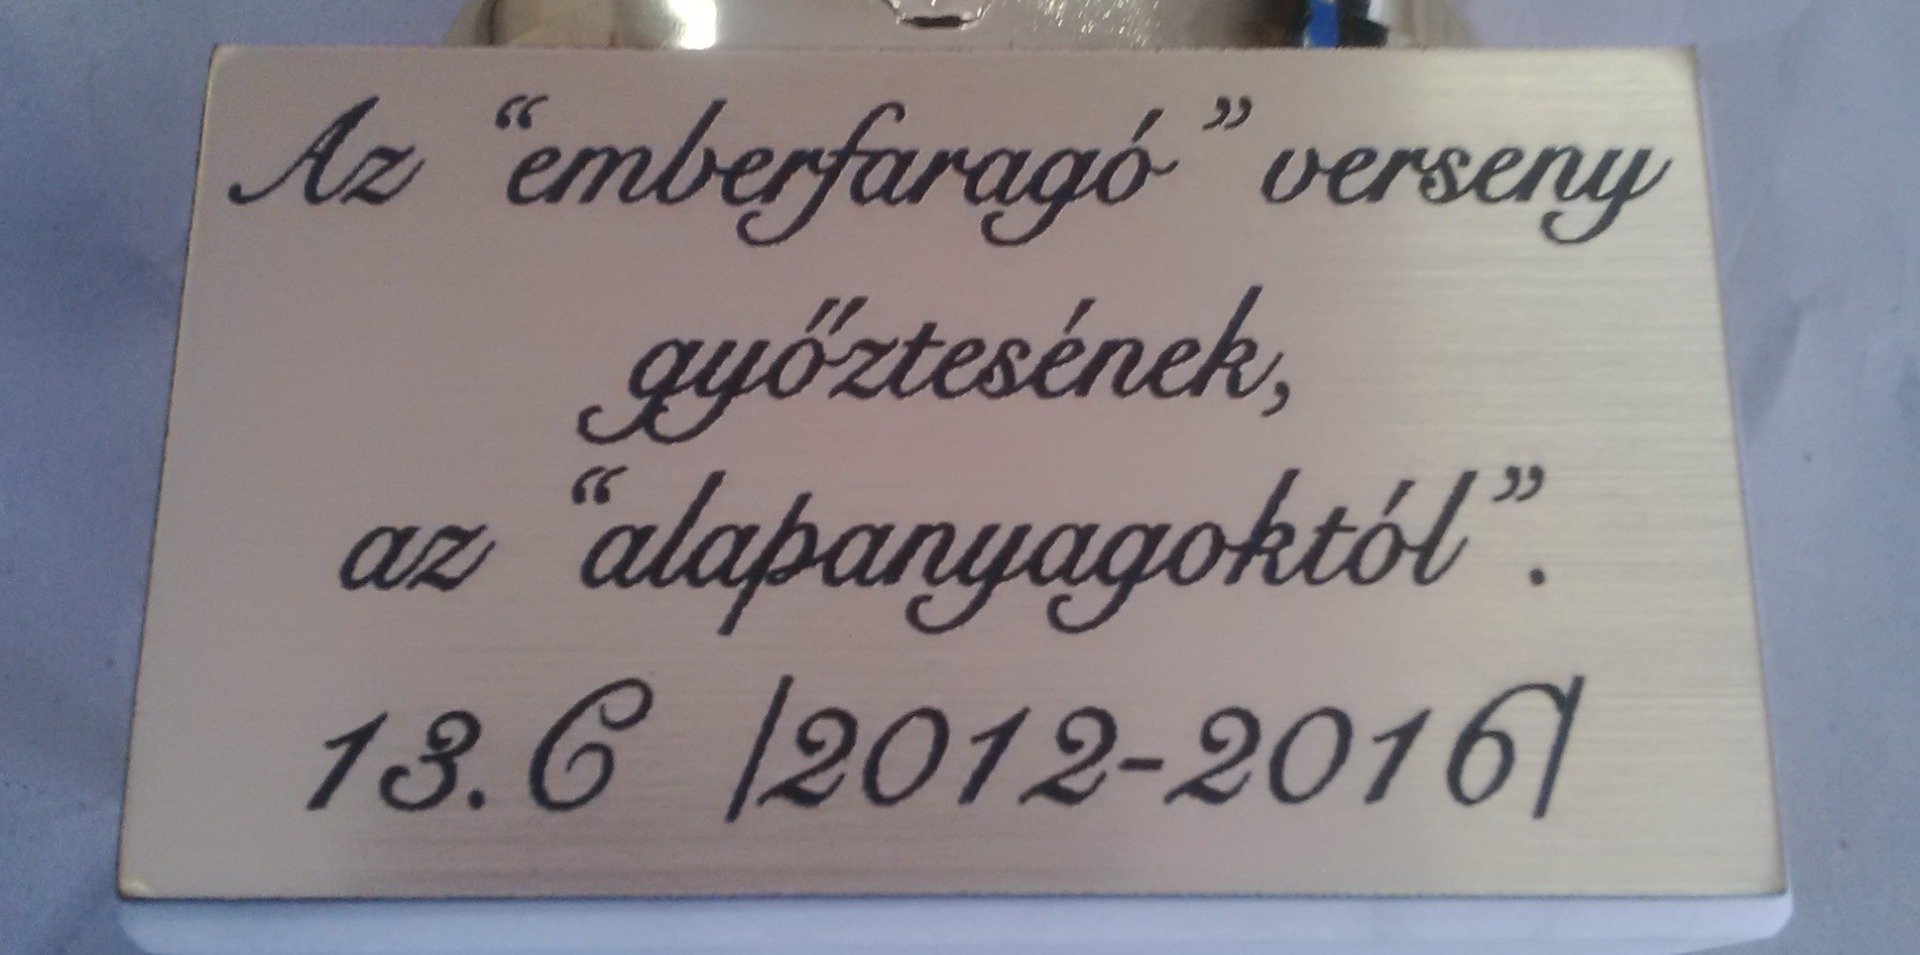 Az “emberfaragó” verseny
győztesének,
az “alapanyagoktól”.
13.C |2012-2016|